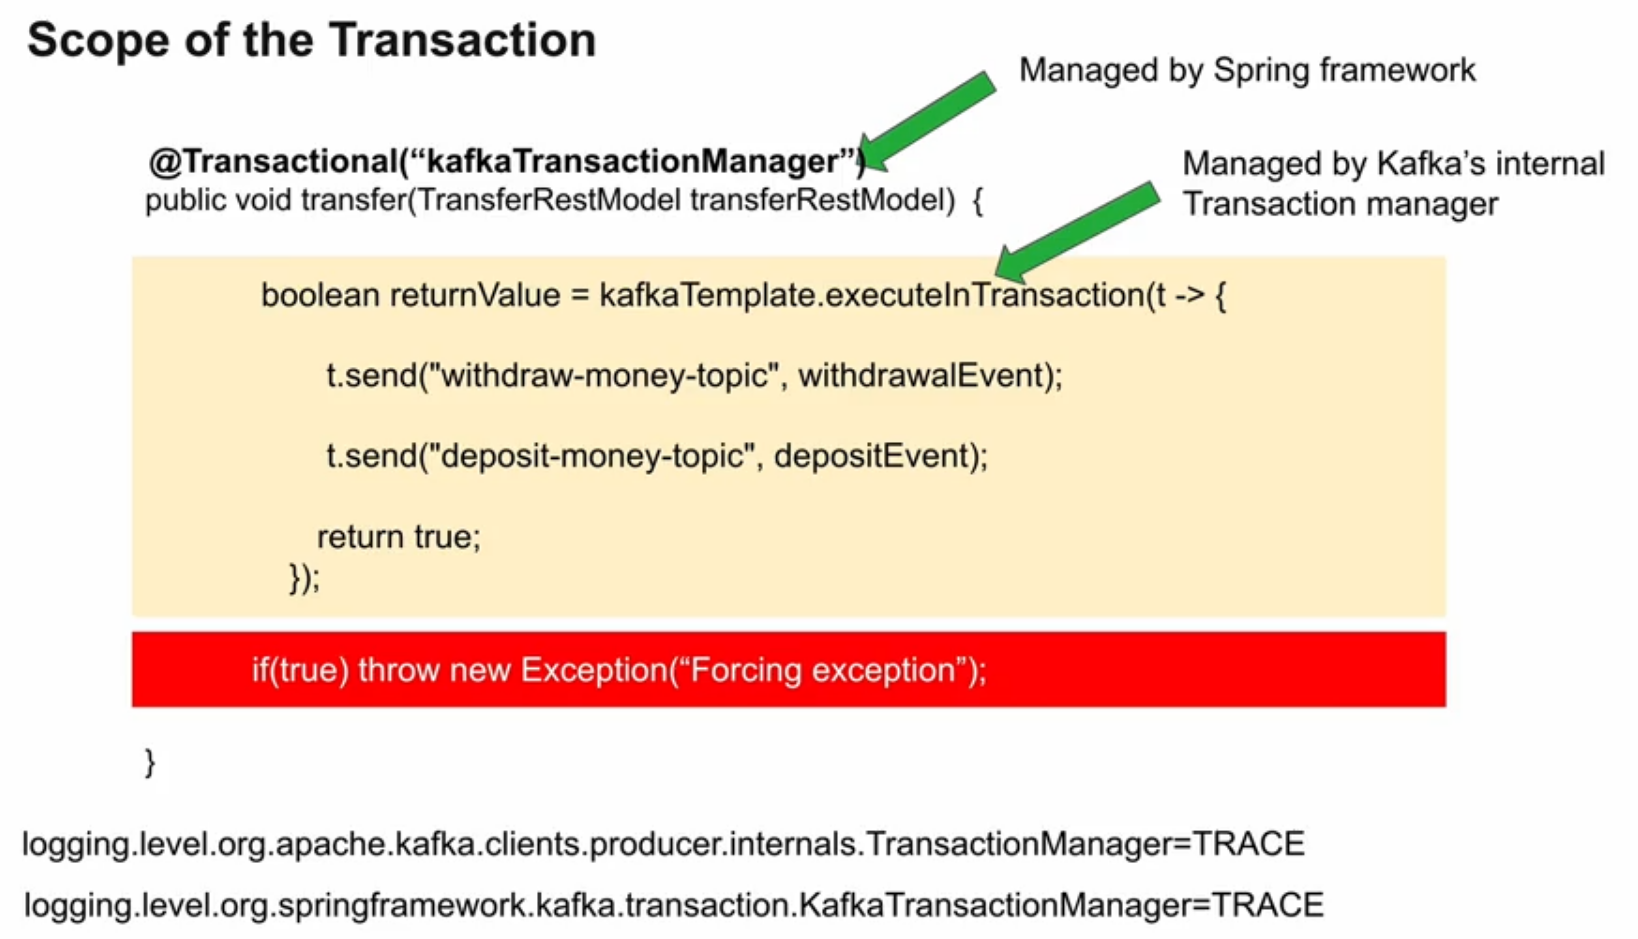 Scope of the Transaction
Managed by Spring framework
@Transactional(“kafkaTransactionManager”)
Managed by Kafka’s internal
Transaction manager
public void transfer(TransferRestModel transferRestModel) {
boolean returnValue = kafkaTemplate.executeInTransaction(t -> {
t.send("withdraw-money-topic", withdrawalEvent);
t.send("deposit-money-topic", depositEvent);
return true;
});
if(true) throw new Exception(“Forcing exception”);
}
logging.level.org.apache.kafka.clients.producer.internals.TransactionManager=TRACE
logging.level.org.springframework.kafka.transaction.KafkaTransactionManager=TRACE